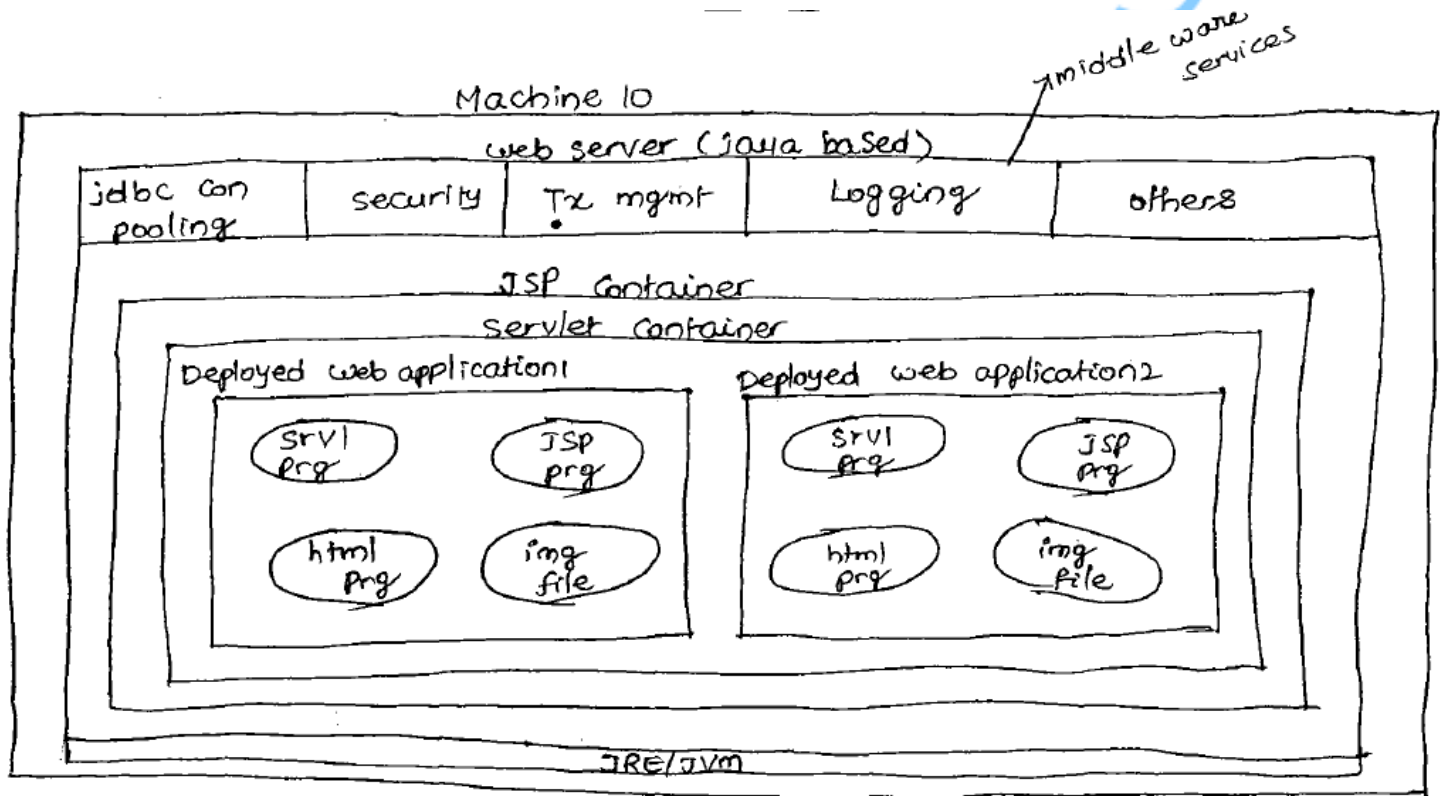 middle ware
services
Machine 10
web server (java based)
jdbc con
pooling
security
Tx mgmt
Logging
others
JSP Container
servlet container
Deployed web application1
Deployed web application2
srvl
prg
JSP
prg
srvl
prg
JSP
prg
html
prg
img
file
html
prg
img
file
JRE/JVM